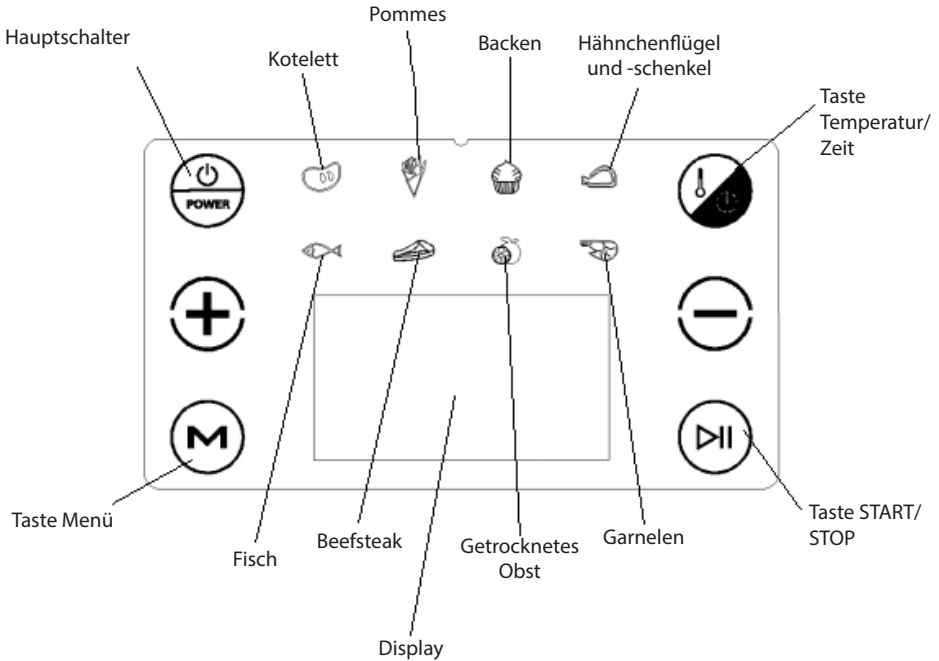 Pommes
Hauptschalter
Kotelett
Backen
Hähnchenflügel
und -schenkel
Taste
Temperatur/
Zeit
POWER
M
Taste Menü
Fisch
Beefsteak
Getrocknetes
Obst
Garnelen
Taste START/
STOP
Display